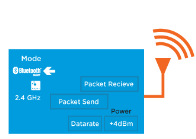 Mode
Bluetooth
Packet Recieve
2.4 GHz
Packet Send
Power
Datarate
+4dBm